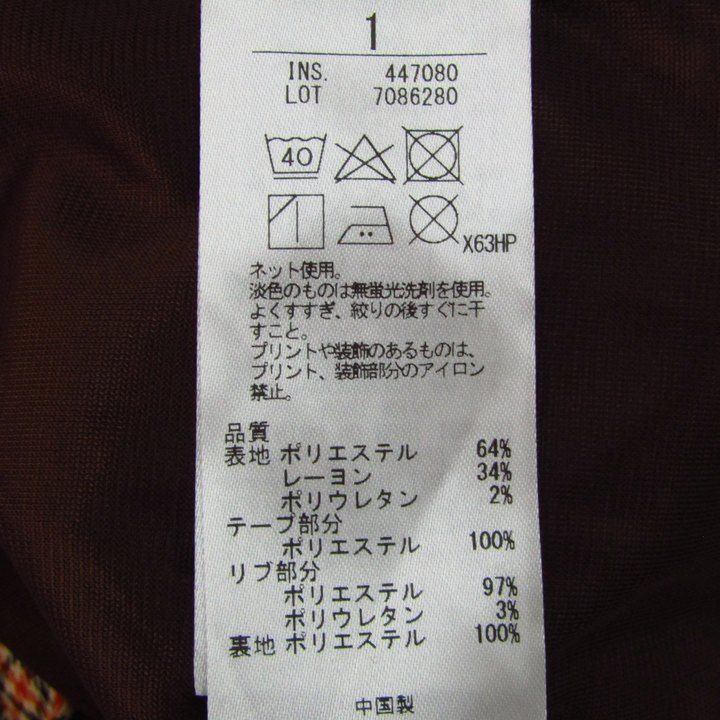 1
INS. 447080
LOT 7086280
40
X63HP
ネット使用。
淡色のものは無蛍光洗剤を使用。
よくすすぎ、絞りの後すぐに干
すこと。
プリントや装飾のあるものは、
プリント、装飾部分のアイロン
禁止。
品質
表地 ポリエステル 64%
レーヨン 34%
ポリウレタン 2%
テープ部分
ポリエステル 100%
リブ部分
ポリエステル 97%
ポリウレタン 3%
裏地 ポリエステル 100%
中国製